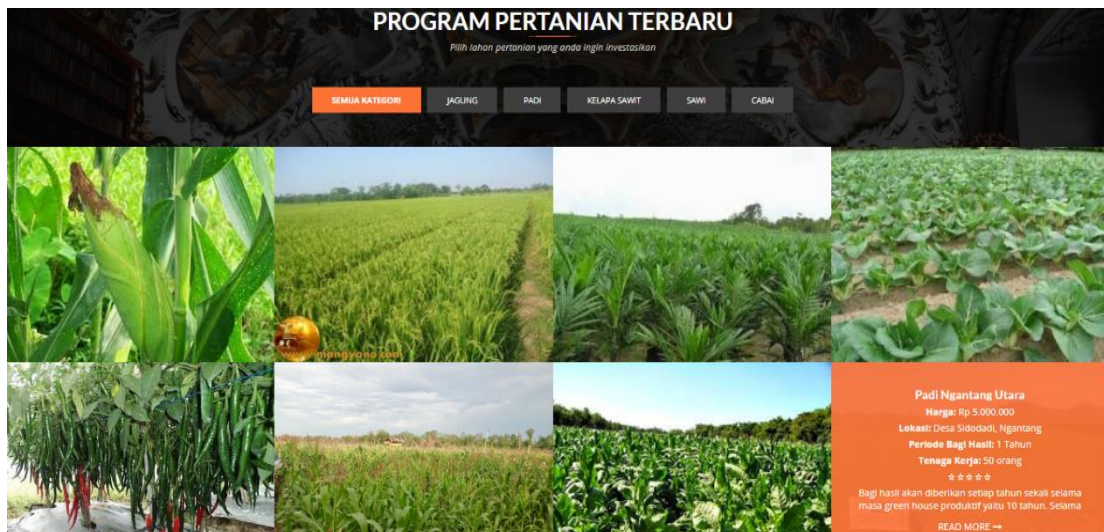 PROGRAM PERTANIAN TERBARU
Pilih lahan pertanian yang anda ingin investasikan
SEMUA KATEGORI
JAGUNG
PADI
KELAPA SAWIT
SAWI
CABAI
www.mangyono.com
Padi Ngantang Utara
Harga: Rp 5.000.000
Lokasi: Desa Sidodadi, Ngantang
Periode Bagi Hasil: 1 Tahun
Tenaga Kerja: 50 orang
Bagi hasil akan diberikan setiap tahun sekali selama
masa green house produktif yaitu 10 tahun. Selama
READ MORE